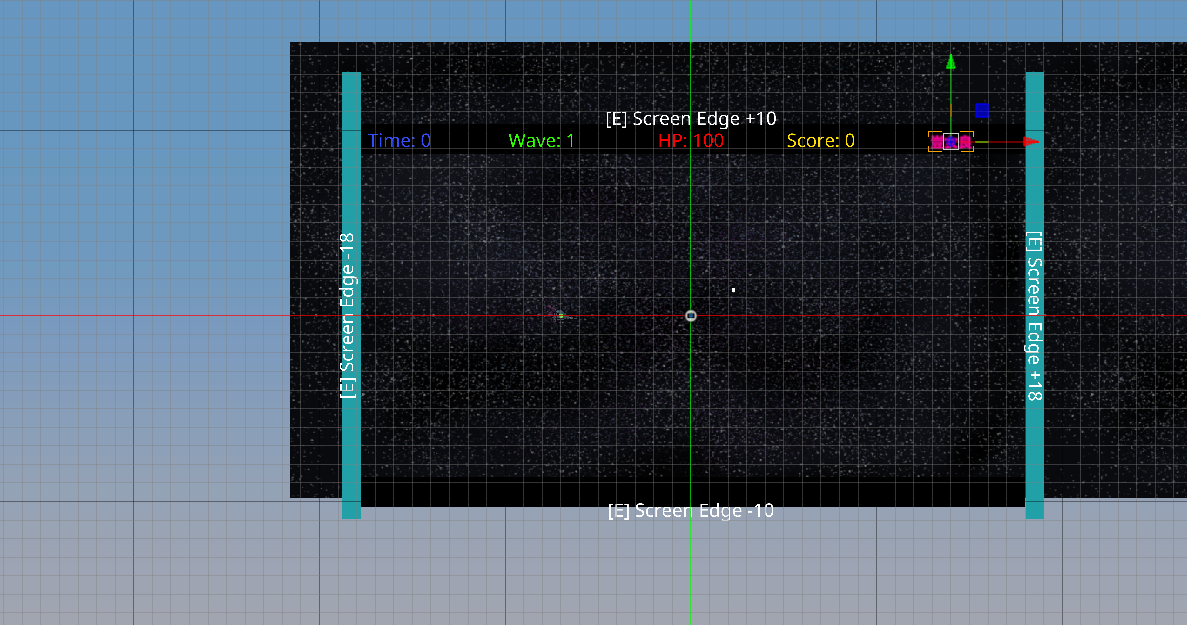 [E] Screen Edge +10
Time: 0
Wave: 1
HP: 100
Score: 0
[E] Screen Edge -18
[E] Screen Edge +18
[E] Screen Edge -10